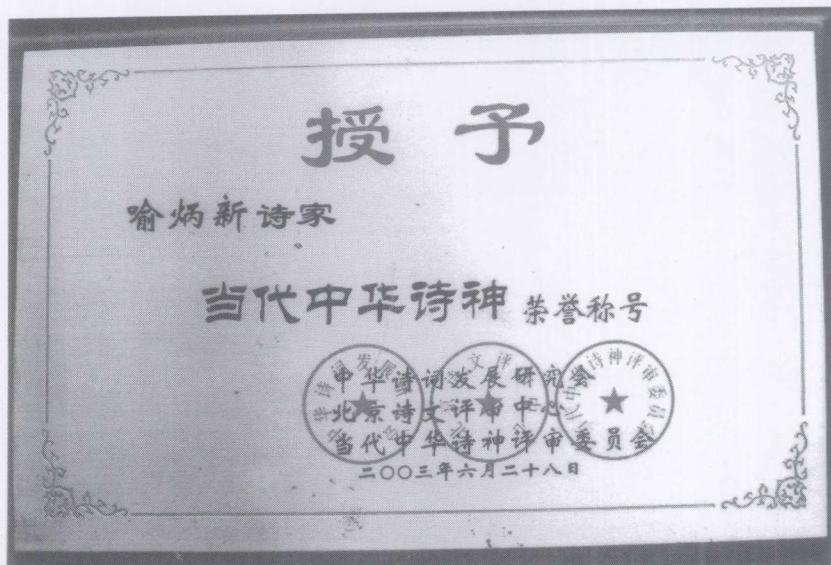 授予
喻炳新诗家
当代中华诗神荣誉称号
中华诗词发展研究会
北京诗文评审中心
当代中华诗神评审委员会
二〇〇三年六月二十八日